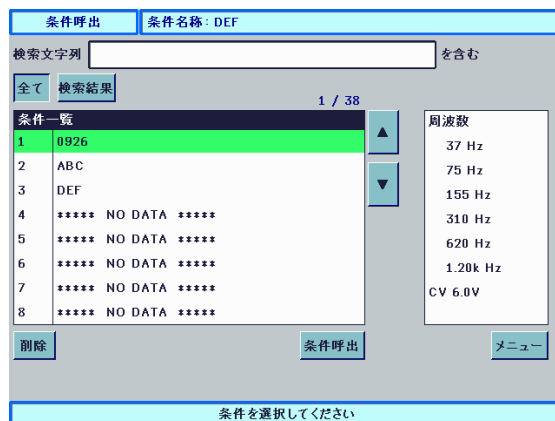 条件呼出
条件名称：DEF
検索文字列
を含む
全て
検索結果
1 / 38
条件一覧
1 0926
2 ABC
3 DEF
4 ***** NO DATA *****
5 ***** NO DATA *****
6 ***** NO DATA *****
7 ***** NO DATA *****
8 ***** NO DATA *****
▲
▼
周波数
37 Hz
75 Hz
155 Hz
310 Hz
620 Hz
1.20k Hz
CV 6.0V
削除
条件呼出
メニュー
条件を選択してください